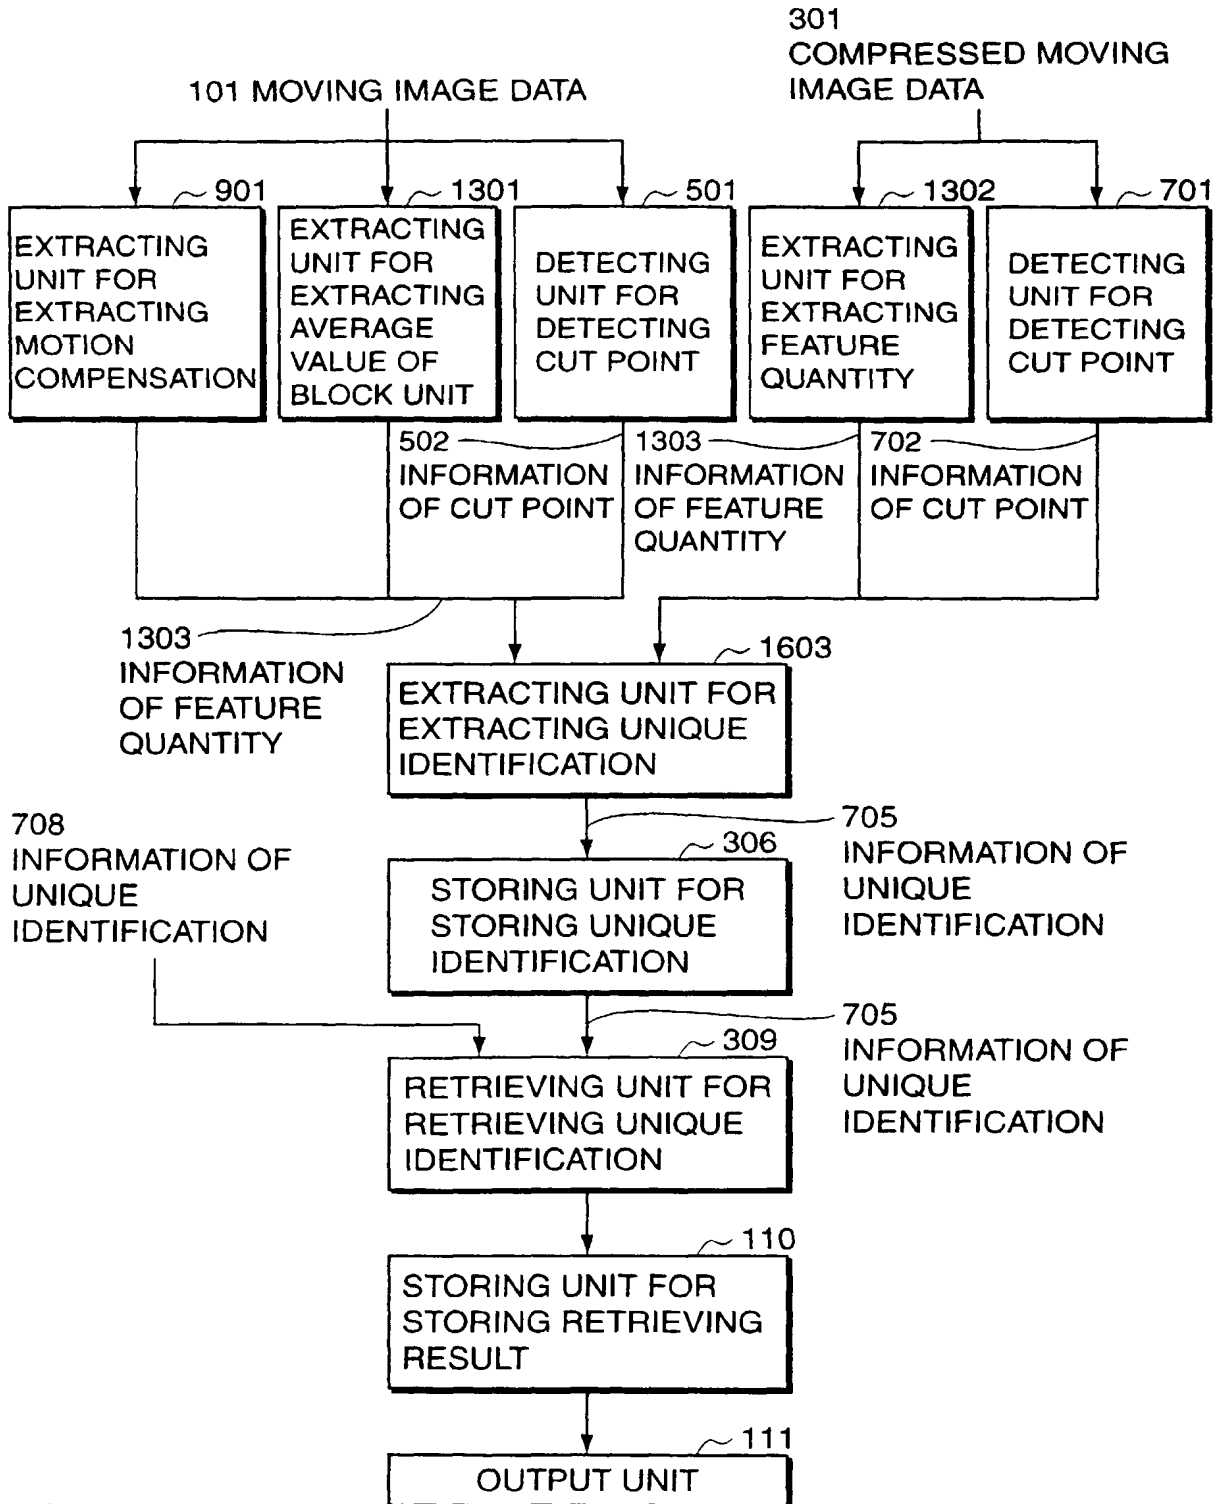 301
COMPRESSED MOVING
IMAGE DATA
101 MOVING IMAGE DATA
901
1301
501
1302
701
EXTRACTING
UNIT FOR
EXTRACTING
MOTION
COMPENSATION
EXTRACTING
UNIT FOR
EXTRACTING
AVERAGE
VALUE OF
BLOCK UNIT
DETECTING
UNIT FOR
DETECTING
CUT POINT
EXTRACTING
UNIT FOR
EXTRACTING
FEATURE
QUANTITY
DETECTING
UNIT FOR
DETECTING
CUT POINT
502
INFORMATION
OF CUT POINT
1303
INFORMATION
OF FEATURE
QUANTITY
702
INFORMATION
OF CUT POINT
1303
INFORMATION
OF FEATURE
QUANTITY
1603
EXTRACTING UNIT FOR
EXTRACTING UNIQUE
IDENTIFICATION
708
INFORMATION OF
UNIQUE
IDENTIFICATION
705
INFORMATION OF
UNIQUE
IDENTIFICATION
306
STORING UNIT FOR
STORING UNIQUE
IDENTIFICATION
705
INFORMATION OF
UNIQUE
IDENTIFICATION
309
RETRIEVING UNIT FOR
RETRIEVING UNIQUE
IDENTIFICATION
110
STORING UNIT FOR
STORING RETRIEVING
RESULT
111
OUTPUT UNIT